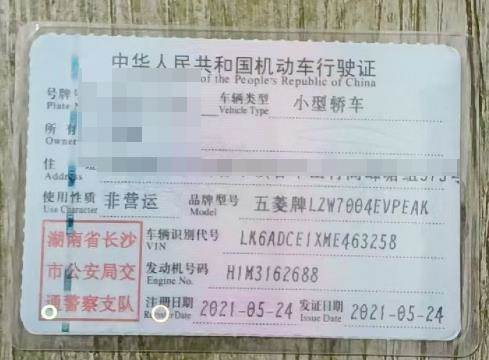 中华人民共和国机动车行驶证
of the People's Republic of China
号牌 车辆类型 小型轿车
Plate Vehicle Type
所有
Owner
住
Address
使用性质 非营运 品牌型号 五菱牌LZW7004EVPEAK
Use Character Model
湖南省长沙市公安局交通警察支队
车辆识别代号 LK6ADCE1XME463258
VIN
发动机号码 H1M3162688
Engine No.
注册日期 2021-05-24 发证日期 2021-05-24
Register Date Issue Date